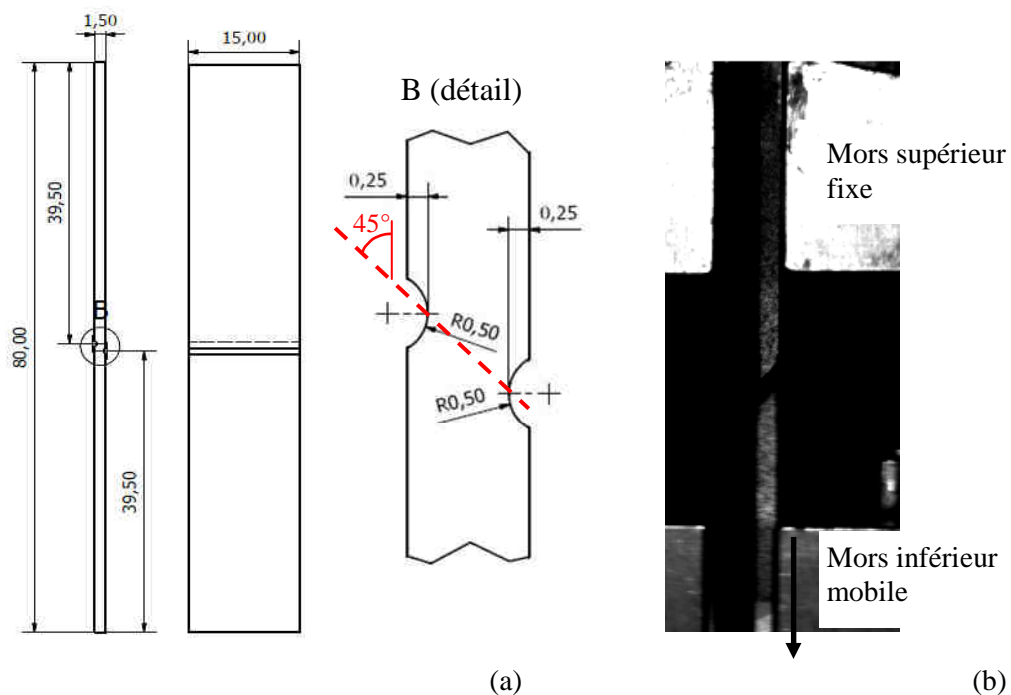 1,50
15,00
B (détail)
39,50
80,00
B
39,50
0,25
45°
0,25
R0,50
R0,50
Mors supérieur
fixe
Mors inférieur
mobile
(a)
(b)